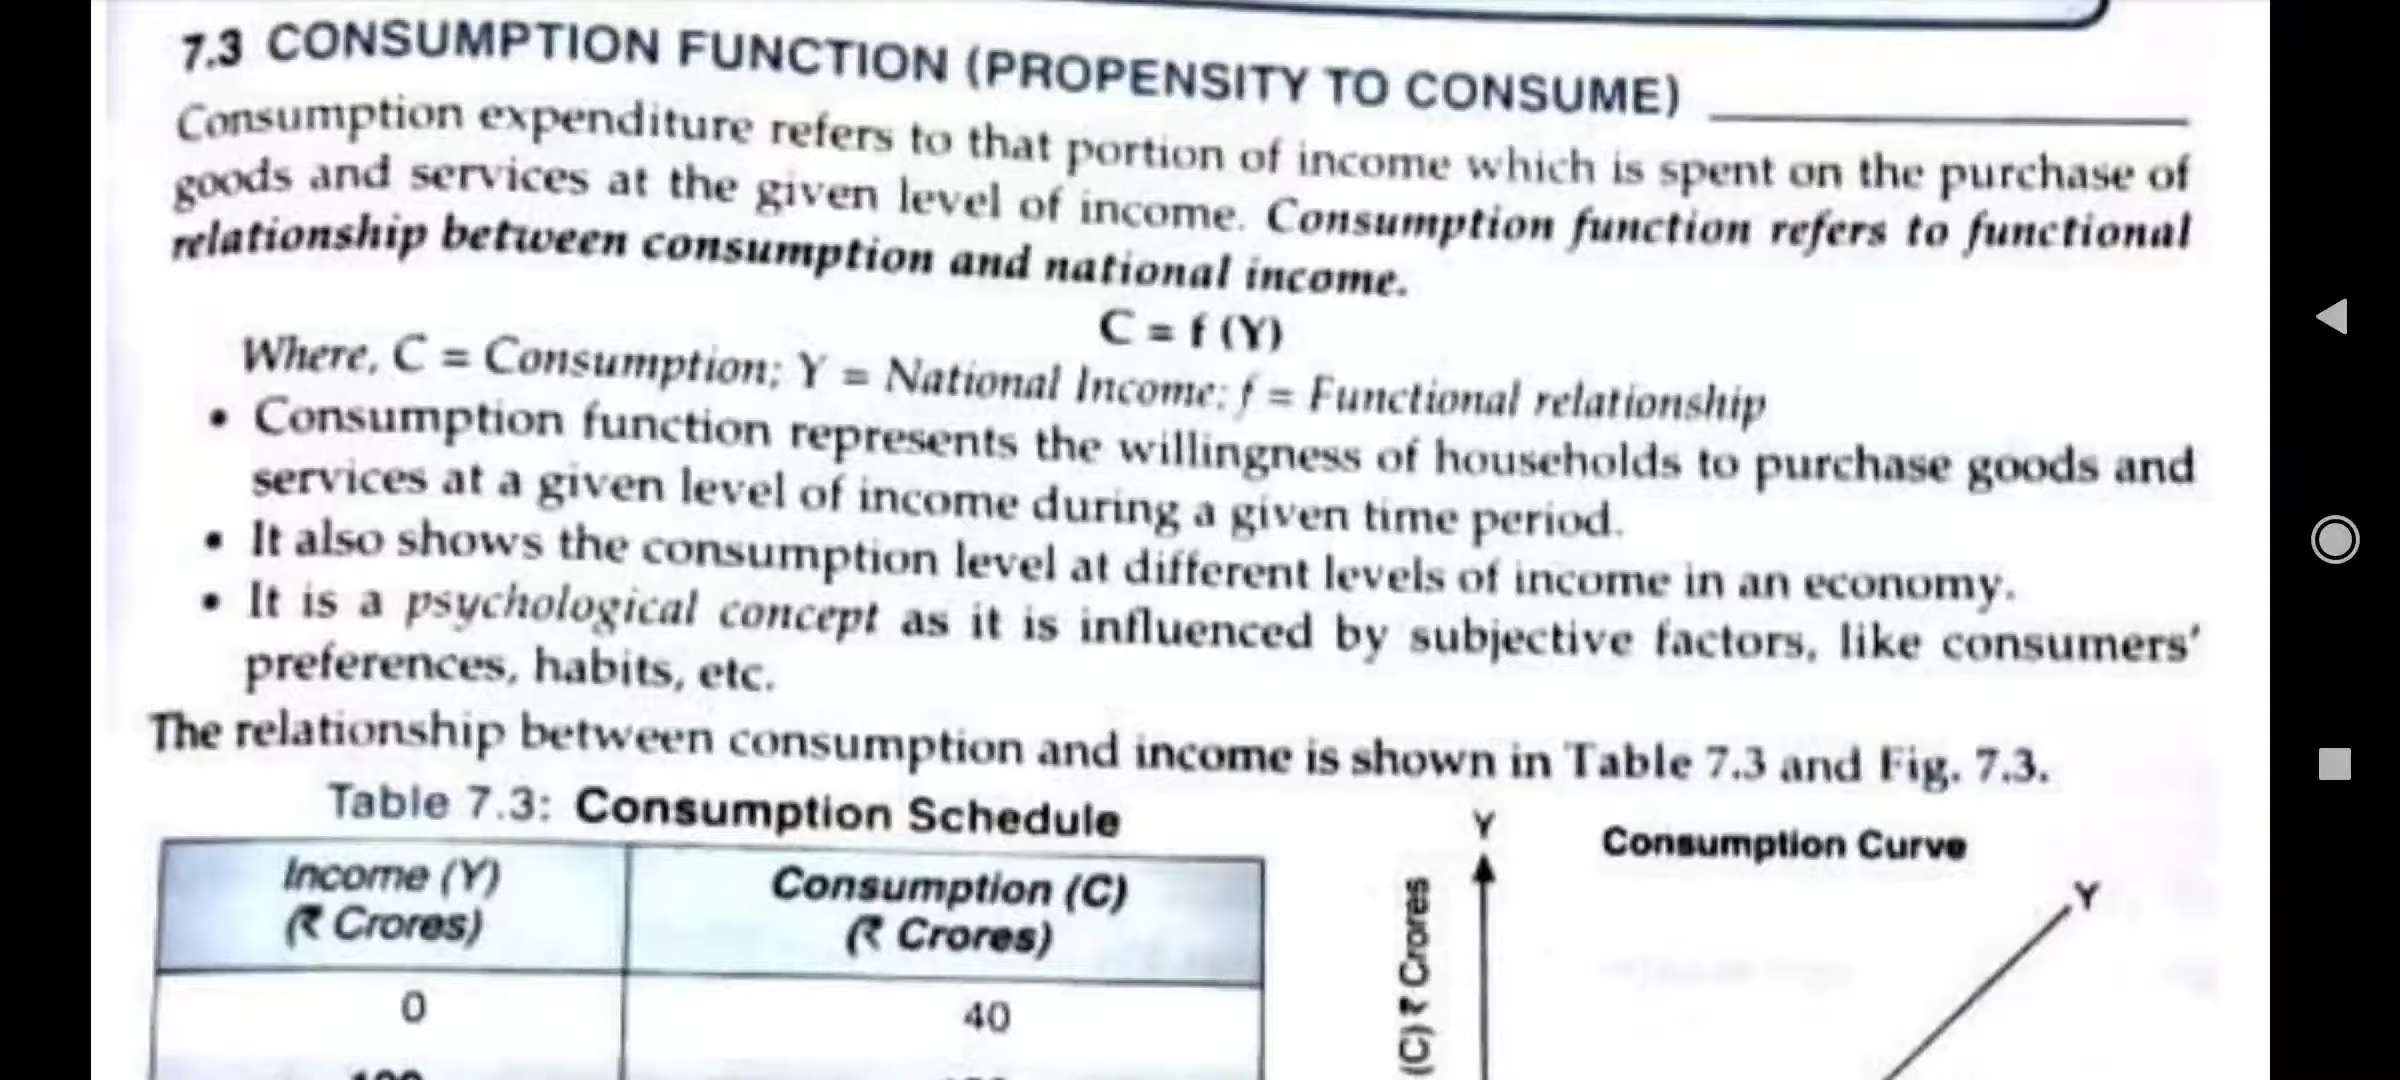 7.3 CONSUMPTION FUNCTION (PROPENSITY TO CONSUME)
Consumption expenditure refers to that portion of income which is spent on the purchase of
goods and services at the given level of income. Consumption function refers to functional
relationship between consumption and national income.
C = f (Y)
Where, C = Consumption; Y = National Income; f = Functional relationship
• Consumption function represents the willingness of households to purchase goods and
services at a given level of income during a given time period.
• It also shows the consumption level at different levels of income in an economy.
• It is a psychological concept as it is influenced by subjective factors, like consumers'
preferences, habits, etc.
The relationship between consumption and income is shown in Table 7.3 and Fig. 7.3.
Table 7.3: Consumption Schedule
Income (Y)
(₹ Crores)
Consumption (C)
(₹ Crores)
0
40
Y
Consumption Curve
Y
(C) ₹ Crores